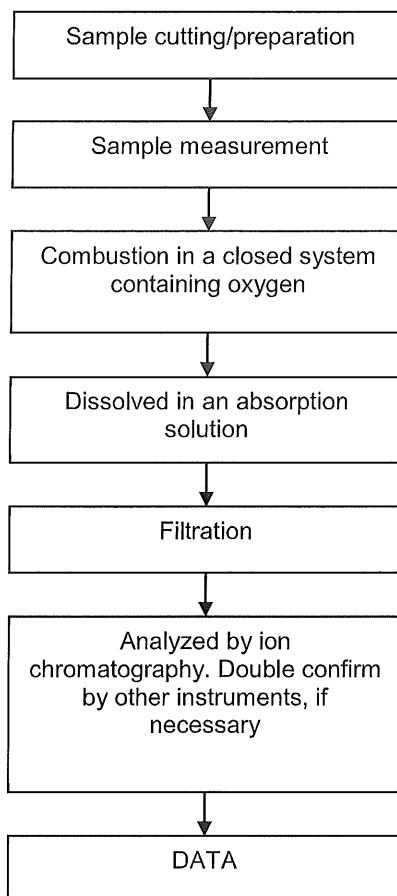 Sample cutting/preparation
Sample measurement
Combustion in a closed system
containing oxygen
Dissolved in an absorption
solution
Filtration
Analyzed by ion
chromatography. Double confirm
by other instruments, if
necessary
DATA